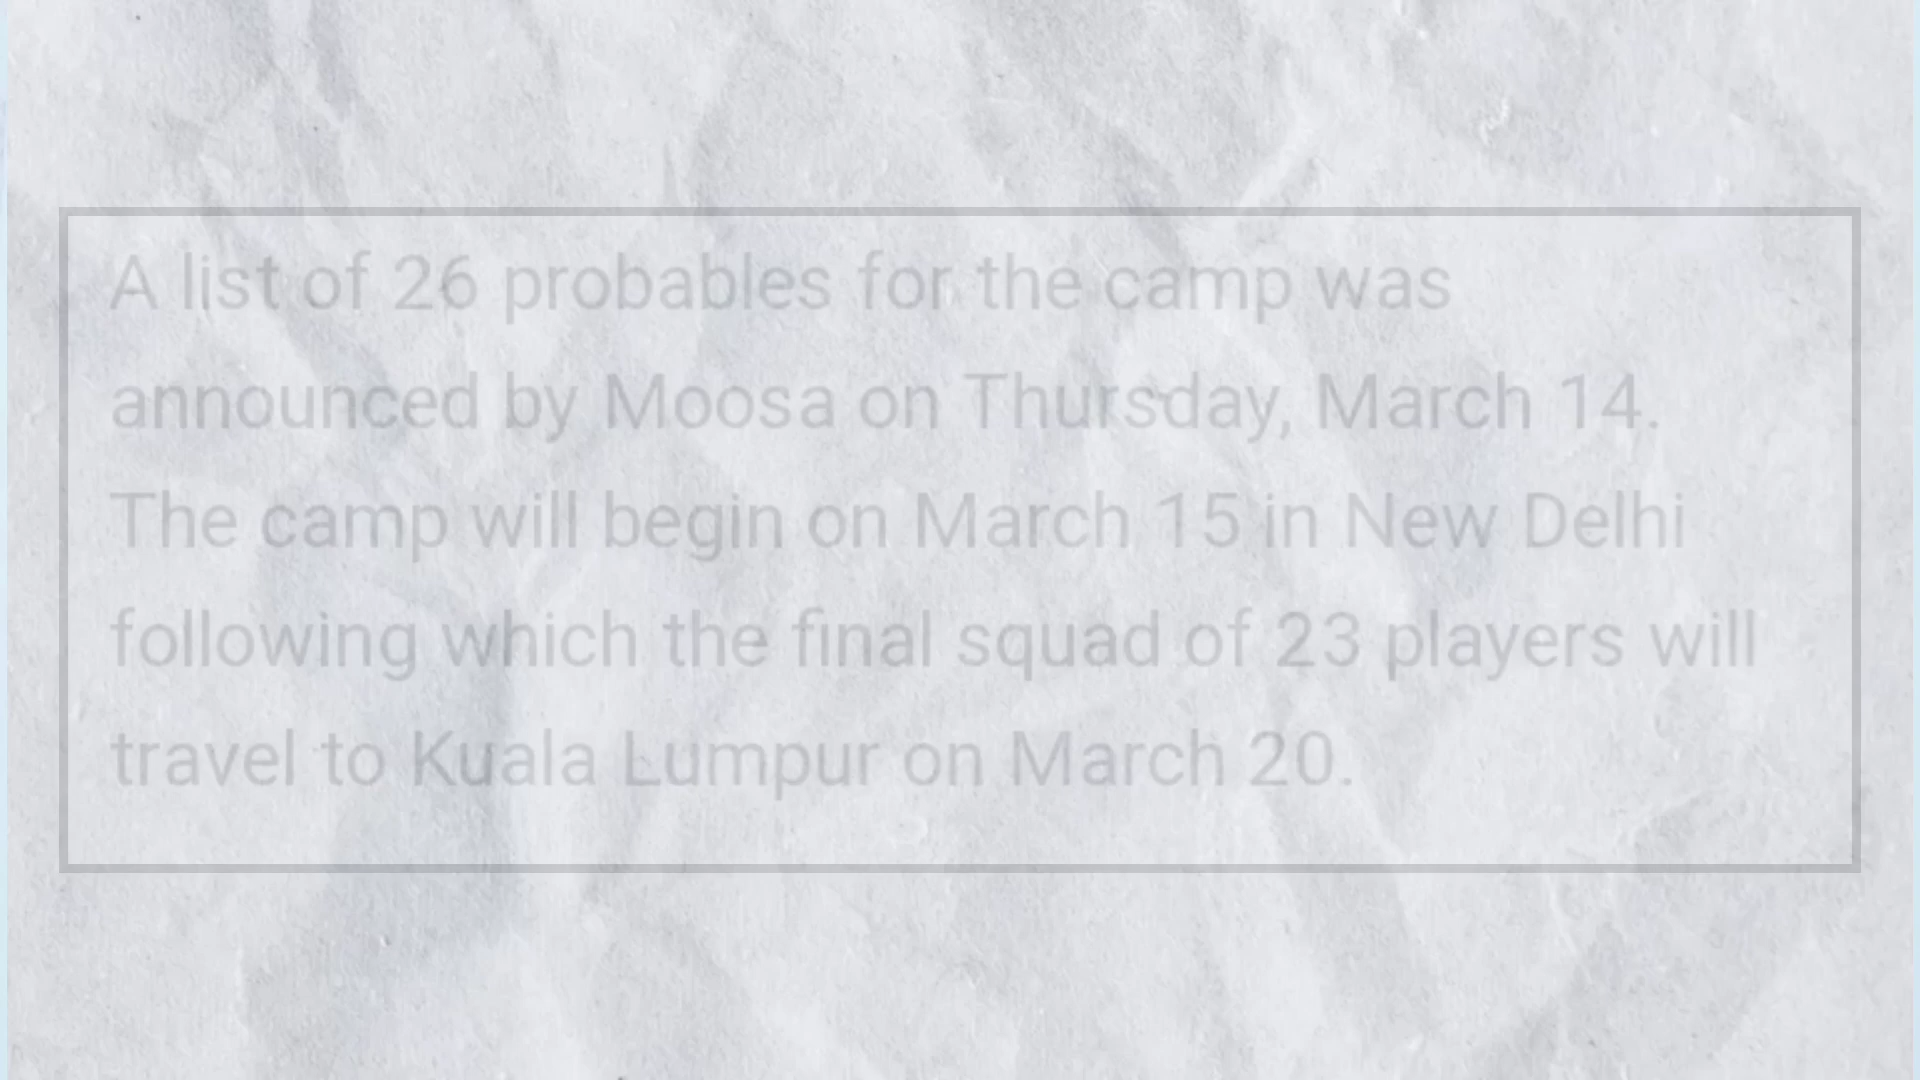 A list of 26 probables for the camp was
announced by Moosa on Thursday, March 14.
The camp will begin on March 15 in New Delhi
following which the final squad of 23 players will
travel to Kuala Lumpur on March 20.